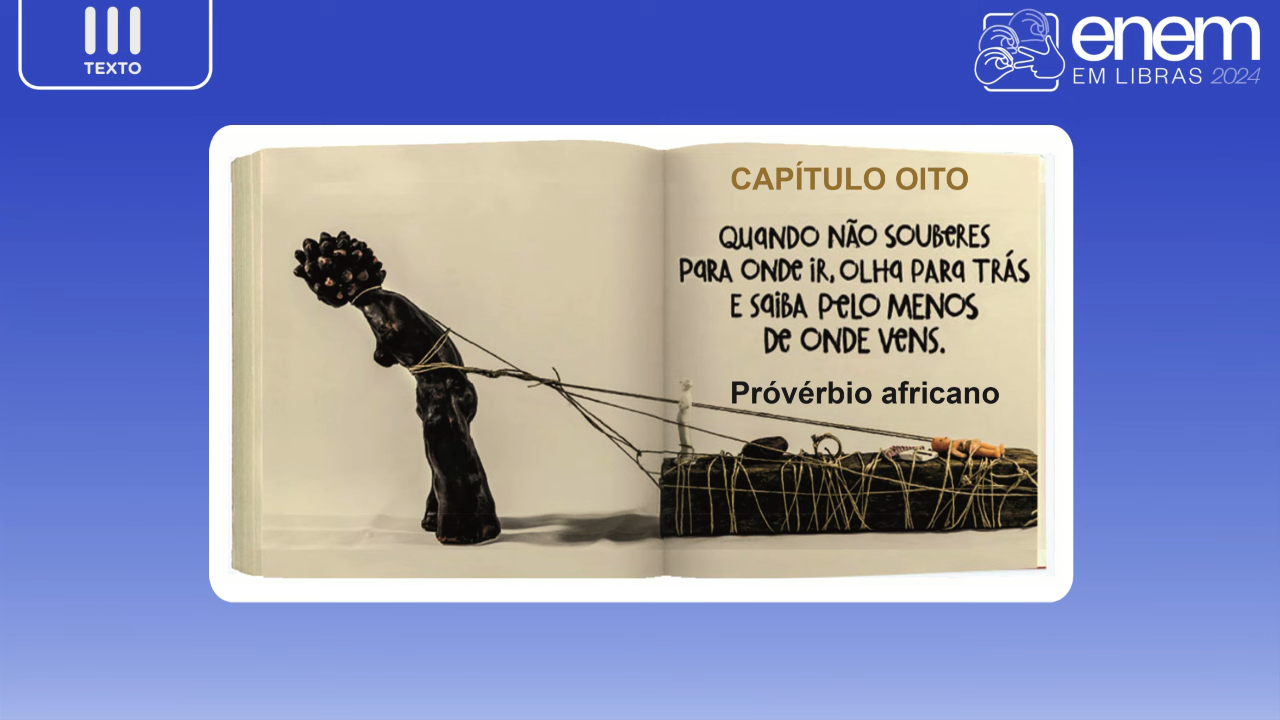 III
TEXTO
enem
EM LIBRAS 2024
CAPÍTULO OITO
QUANDO NÃO SOUBERES
PARA ONDE IR, OLHA PARA TRÁS
E SAIBA PELO MENOS
DE ONDE VENS.
Próvérbio africano